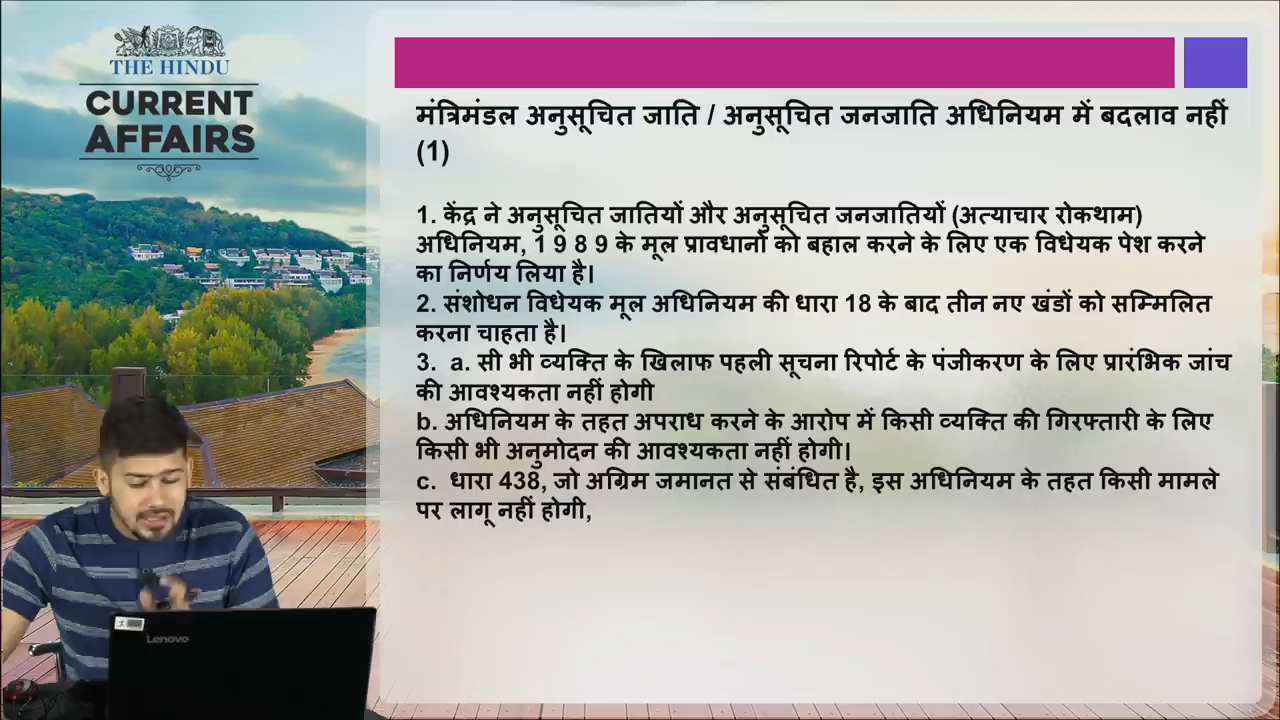 THE HINDU
CURRENT
AFFAIRS
मंत्रिमंडल अनुसूचित जाति / अनुसूचित जनजाति अधिनियम में बदलाव नहीं
(1)
1. केंद्र ने अनुसूचित जातियों और अनुसूचित जनजातियों (अत्याचार रोकथाम)
अधिनियम, 1 9 8 9 के मूल प्रावधानों को बहाल करने के लिए एक विधेयक पेश करने
का निर्णय लिया है।
2. संशोधन विधेयक मूल अधिनियम की धारा 18 के बाद तीन नए खंडों को सम्मिलित
करना चाहता है।
3. a. सी भी व्यक्ति के खिलाफ पहली सूचना रिपोर्ट के पंजीकरण के लिए प्रारंभिक जांच
की आवश्यकता नहीं होगी
b. अधिनियम के तहत अपराध करने के आरोप में किसी व्यक्ति की गिरफ्तारी के लिए
किसी भी अनुमोदन की आवश्यकता नहीं होगी।
c. धारा 438, जो अग्रिम जमानत से संबंधित है, इस अधिनियम के तहत किसी मामले
पर लागू नहीं होगी,
Lenovo